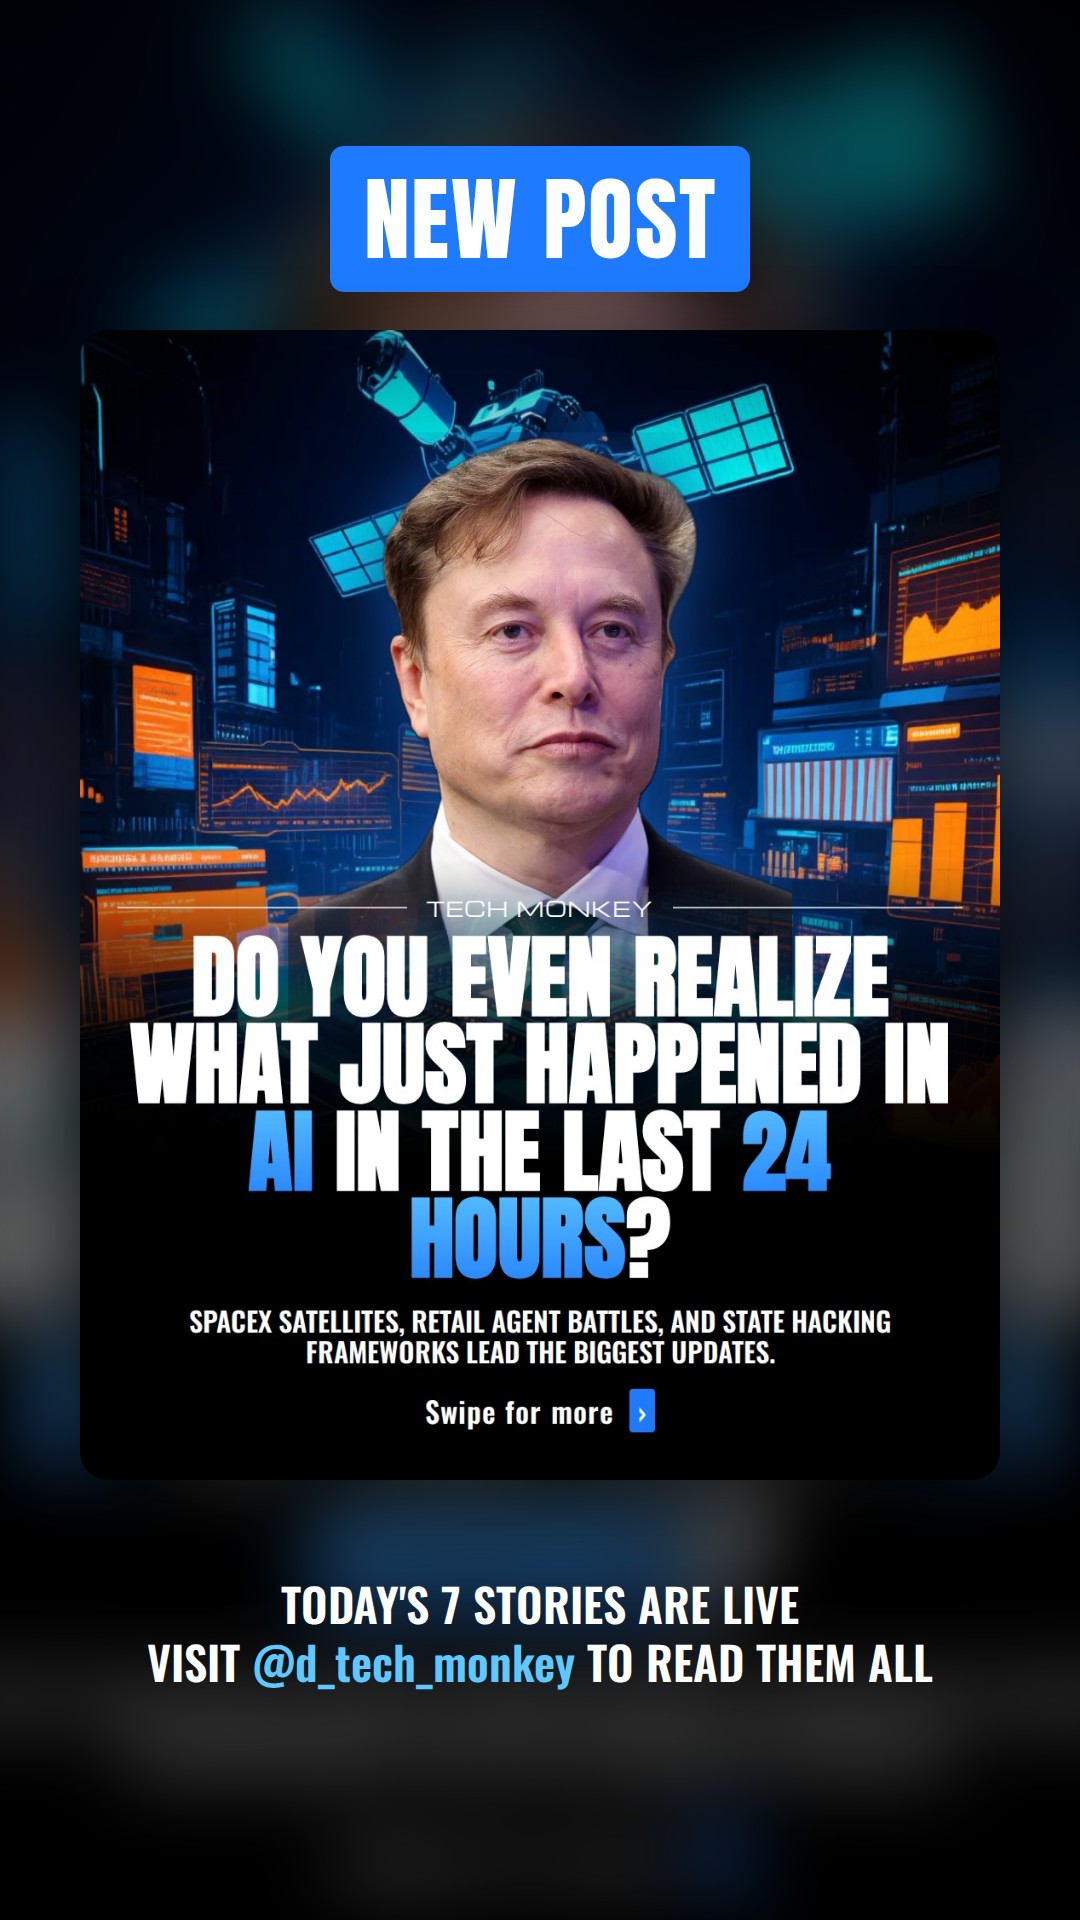 NEW POST
TECH MONKEY
DO YOU EVEN REALIZE
WHAT JUST HAPPENED IN
AI IN THE LAST 24
HOURS?
SPACEX SATELLITES, RETAIL AGENT BATTLES, AND STATE HACKING
FRAMEWORKS LEAD THE BIGGEST UPDATES.
Swipe for more ›
TODAY'S 7 STORIES ARE LIVE
VISIT @d_tech_monkey TO READ THEM ALL